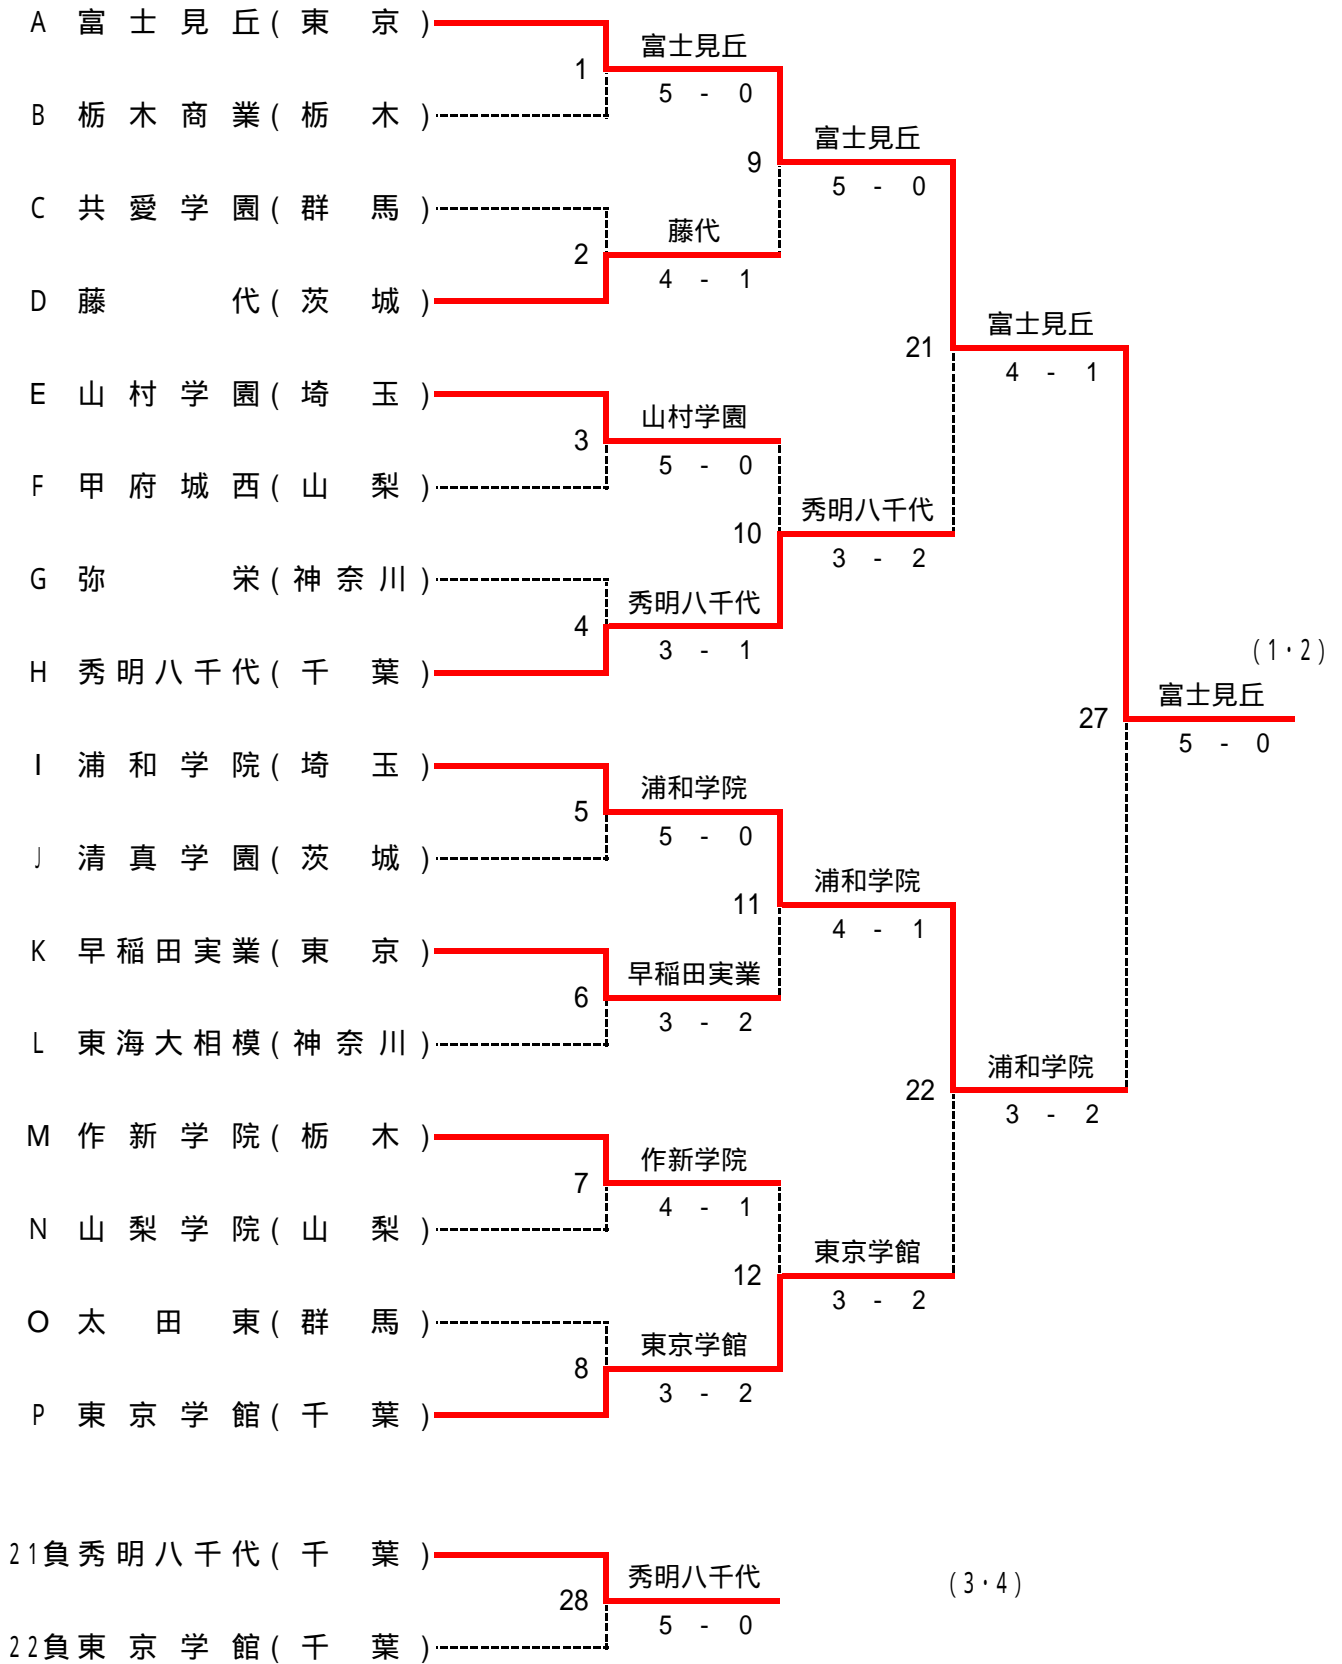 A 富士見丘(東京)
富士見丘
1
5 - 0
B 栃木商業(栃木)
富士見丘
9
5 - 0
C 共愛学園(群馬)
藤代
2
4 - 1
D 藤代(茨城)
富士見丘
21
4 - 1
E 山村学園(埼玉)
山村学園
3
5 - 0
F 甲府城西(山梨)
秀明八千代
10
3 - 2
G 弥栄(神奈川)
秀明八千代
4
3 - 1
H 秀明八千代(千葉)
(1・2)
富士見丘
27
5 - 0
I 浦和学院(埼玉)
浦和学院
5
5 - 0
J 清真学園(茨城)
浦和学院
11
4 - 1
K 早稲田実業(東京)
早稲田実業
6
3 - 2
L 東海大相模(神奈川)
浦和学院
22
3 - 2
M 作新学院(栃木)
作新学院
7
4 - 1
N 山梨学院(山梨)
東京学館
12
3 - 2
O 太田東(群馬)
東京学館
8
3 - 2
P 東京学館(千葉)
21負秀明八千代(千葉)
秀明八千代
(3・4)
28
5 - 0
22負東京学館(千葉)